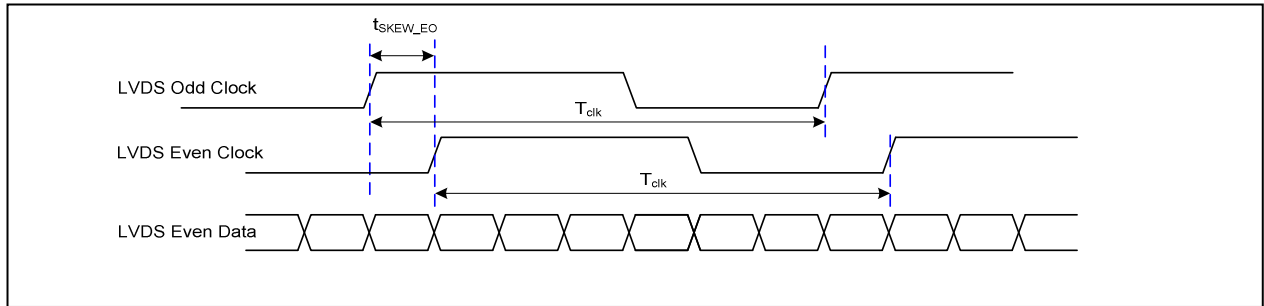 tSKEW_EO
LVDS Odd Clock
Tclk
LVDS Even Clock
Tclk
LVDS Even Data